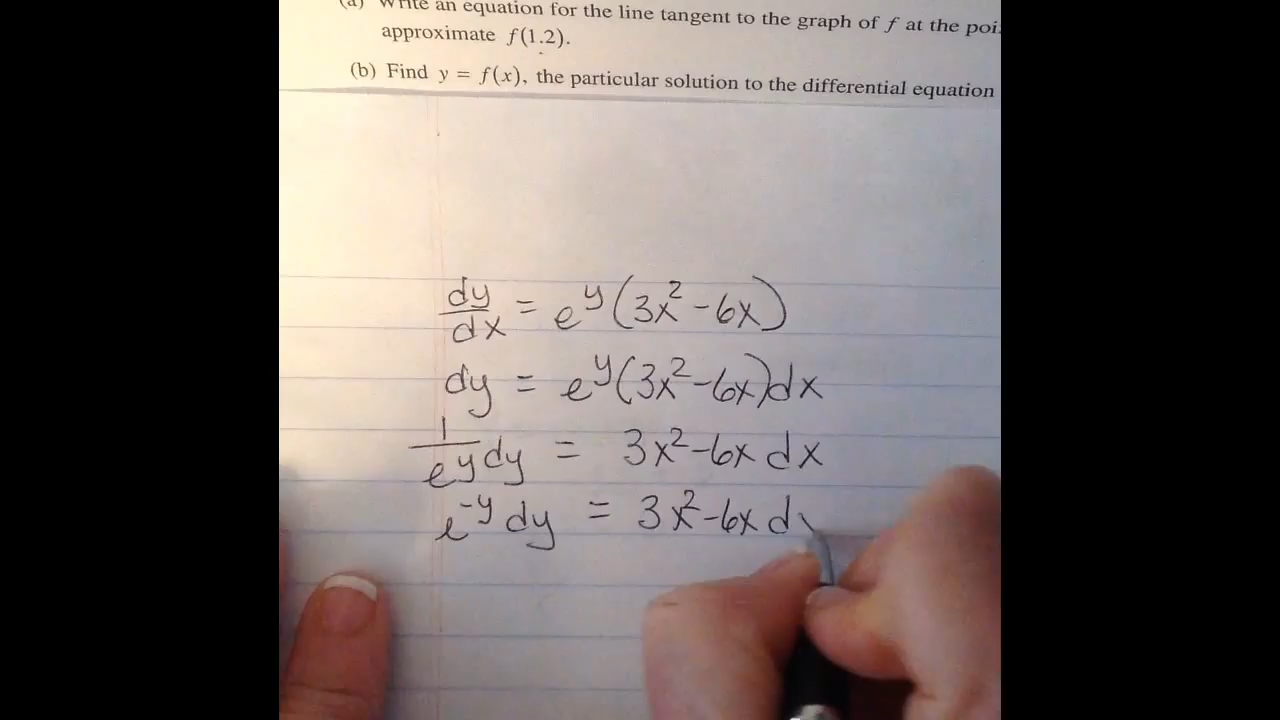 (a) Write an equation for the line tangent to the graph of f at the
approximate f(1.2).
(b) Find y = f(x), the particular solution to the differential equation
dy/dx = e^y(3x^2-6x)
dy = e^y(3x^2-6x)dx
1/e^y dy = 3x^2-6x dx
e^-y dy = 3x^2-6x dx